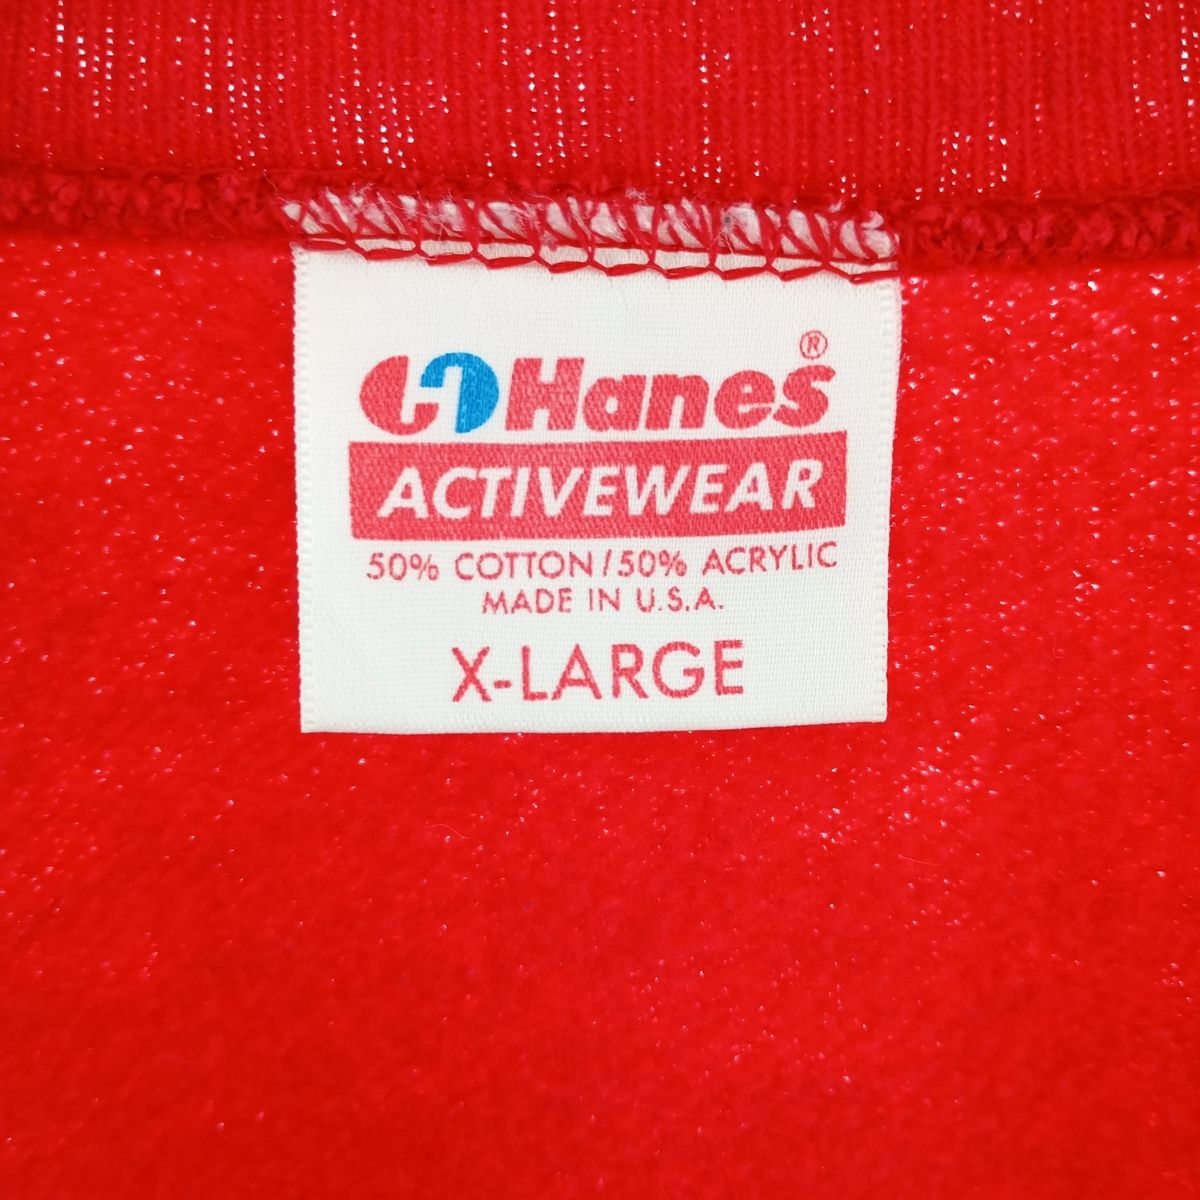 Hanes®
ACTIVEWEAR
50% COTTON/50% ACRYLIC
MADE IN U.S.A.
X-LARGE